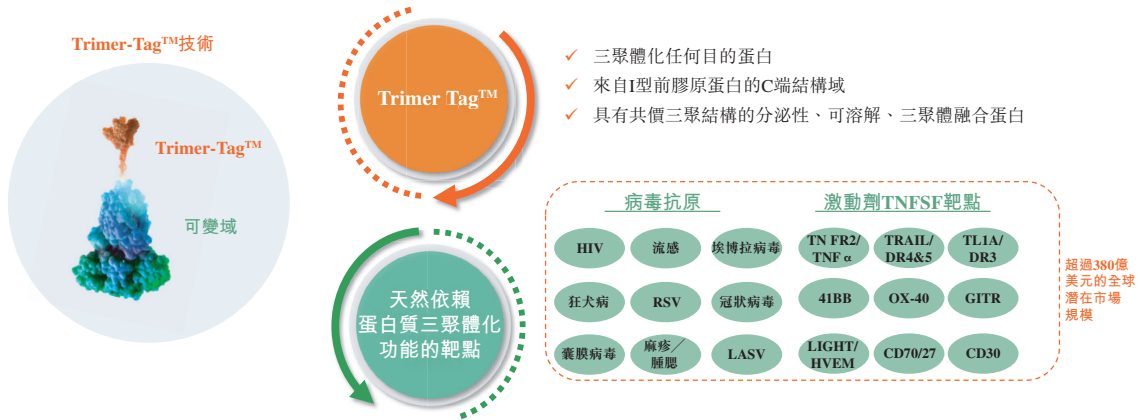 Trimer-Tag™技術
Trimer-Tag™
可變域
Trimer Tag™
三聚體化任何目的蛋白
來自I型前膠原蛋白的C端結構域
具有共價三聚結構的分泌性、可溶解、三聚體融合蛋白
天然依賴
蛋白質三聚體化
功能的靶點
病毒抗原
HIV
流感
埃博拉病毒
狂犬病
RSV
冠狀病毒
囊膜病毒
麻疹／
腫腮
LASV
激動劑TNFSF靶點
TN FR2/
TNF α
TRAIL/
DR4&5
TL1A/
DR3
41BB
OX-40
GITR
LIGHT/
HVEM
CD70/27
CD30
超過380億
美元的全球
潛在市場
規模